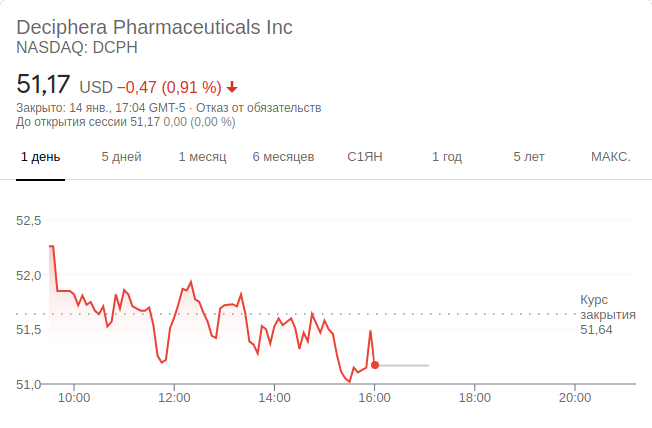 Deciphera Pharmaceuticals Inc
NASDAQ: DCPH
51,17 USD −0,47 (0,91 %)
Закрыто: 14 янв., 17:04 GMT-5 · Отказ от обязательств
До открытия сессии 51,17 0,00 (0,00 %)
1 день 5 дней 1 месяц 6 месяцев С1ЯН 1 год 5 лет МАКС.
52,5
52,0
Курс
закрытия
51,5
51,64
51,0
10:00 12:00 14:00 16:00 18:00 20:00